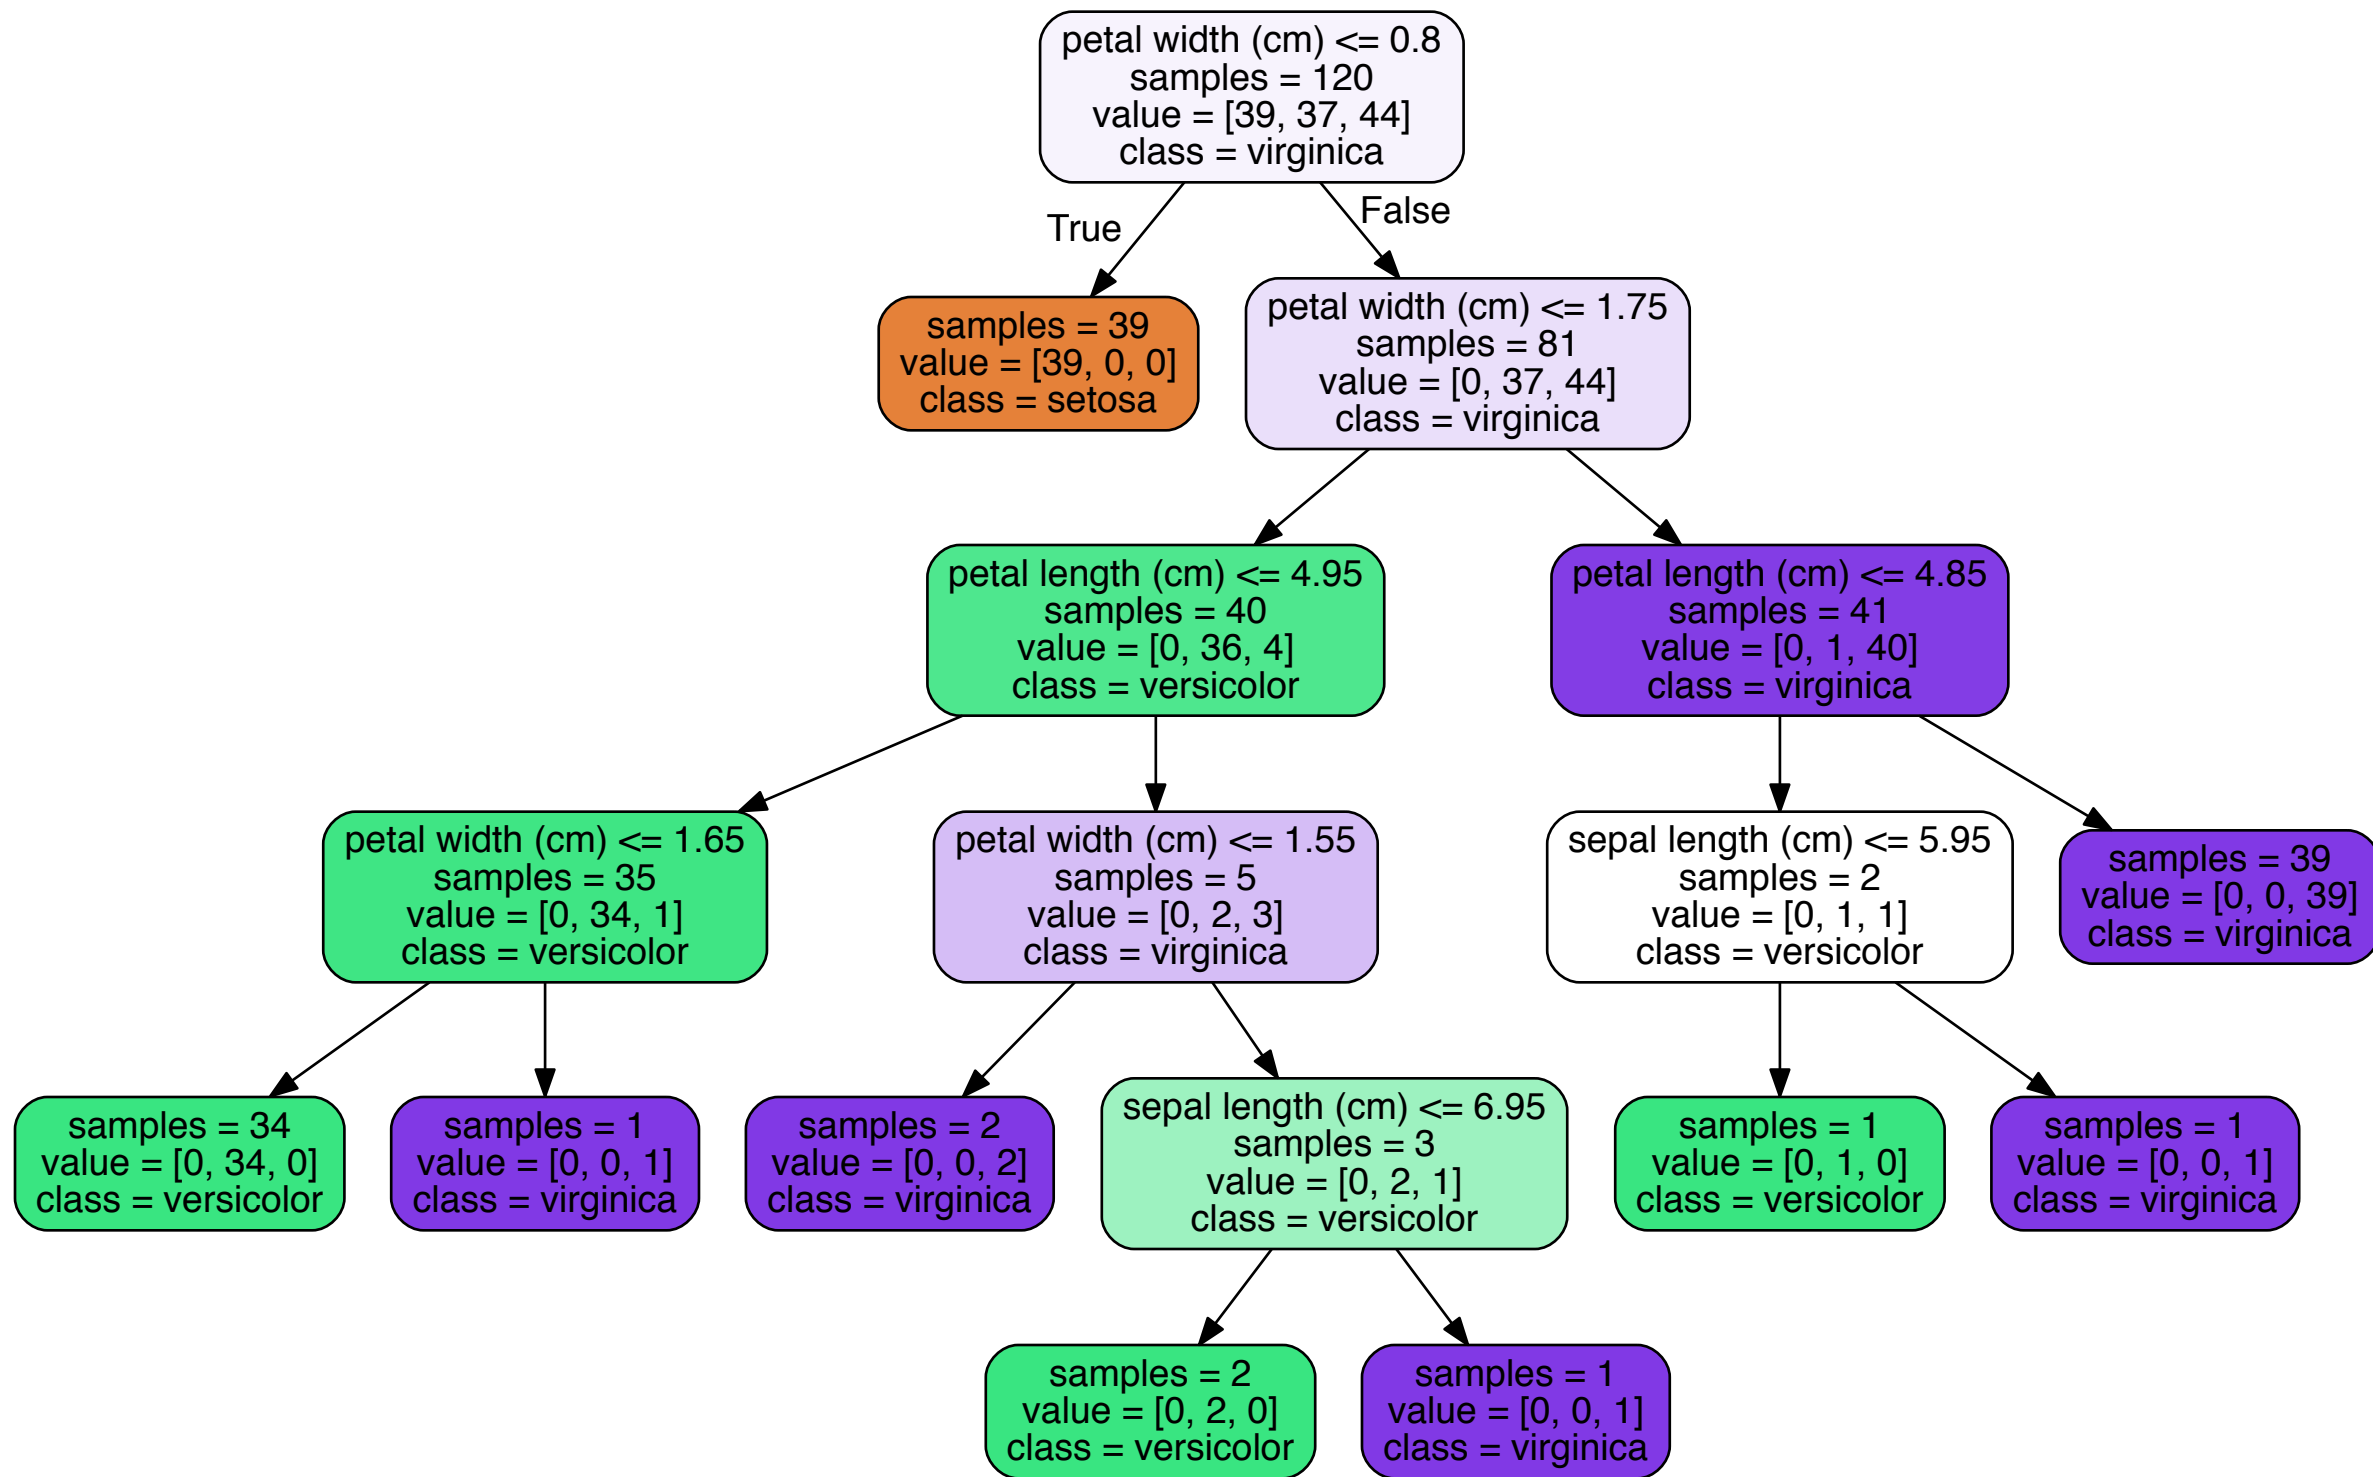 petal width (cm) <= 0.8
samples = 120
value = [39, 37, 44]
class = virginica
True
False
samples = 39
value = [39, 0, 0]
class = setosa
petal width (cm) <= 1.75
samples = 81
value = [0, 37, 44]
class = virginica
petal length (cm) <= 4.95
samples = 40
value = [0, 36, 4]
class = versicolor
petal length (cm) <= 4.85
samples = 41
value = [0, 1, 40]
class = virginica
petal width (cm) <= 1.65
samples = 35
value = [0, 34, 1]
class = versicolor
petal width (cm) <= 1.55
samples = 5
value = [0, 2, 3]
class = virginica
sepal length (cm) <= 5.95
samples = 2
value = [0, 1, 1]
class = versicolor
samples = 39
value = [0, 0, 39]
class = virginica
samples = 34
value = [0, 34, 0]
class = versicolor
samples = 1
value = [0, 0, 1]
class = virginica
samples = 2
value = [0, 0, 2]
class = virginica
sepal length (cm) <= 6.95
samples = 3
value = [0, 2, 1]
class = versicolor
samples = 1
value = [0, 1, 0]
class = versicolor
samples = 1
value = [0, 0, 1]
class = virginica
samples = 2
value = [0, 2, 0]
class = versicolor
samples = 1
value = [0, 0, 1]
class = virginica